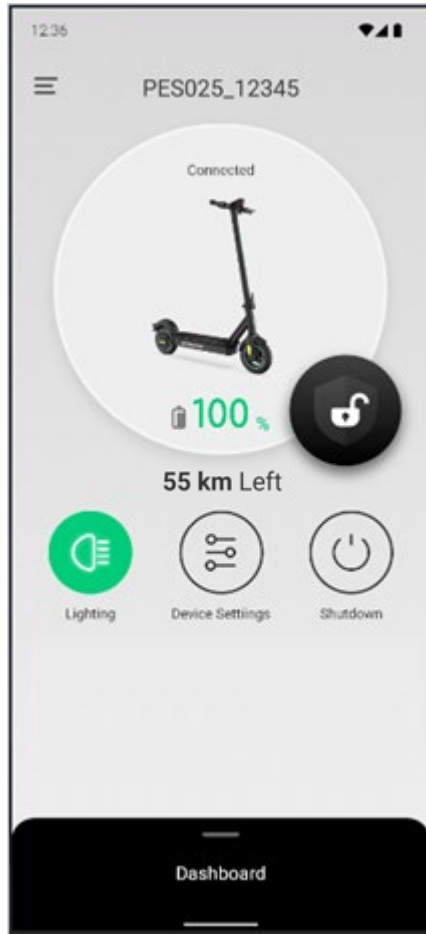 12:36
PES025_12345
Connected
100 %
55 km Left
Lighting
Device Settiings
Shutdown
Dashboard